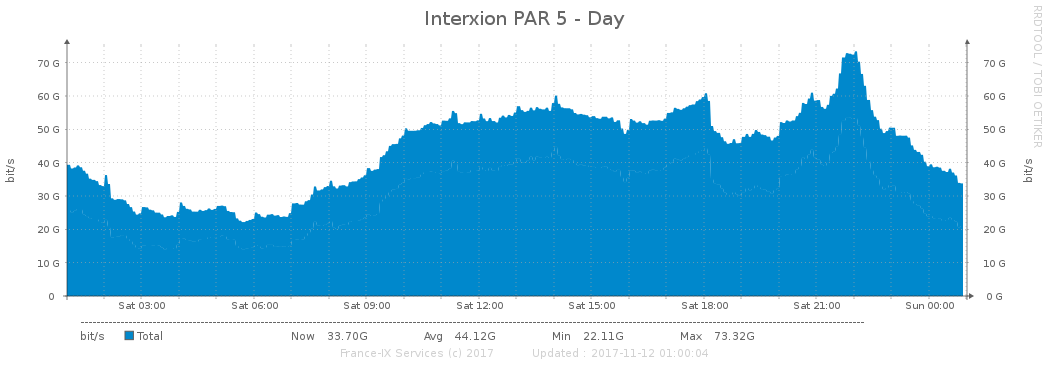 Interxion PAR 5 - Day
RRDTOOL / TOBI OETIKER
bit/s
bit/s
70 G 70 G
60 G 60 G
50 G 50 G
40 G 40 G
30 G 30 G
20 G 20 G
10 G 10 G
0 0 G
Sat 03:00 Sat 06:00 Sat 09:00 Sat 12:00 Sat 15:00 Sat 18:00 Sat 21:00 Sun 00:00
bit/s Total Now 33.70G Avg 44.12G Min 22.11G Max 73.32G
France-IX Services (c) 2017 Updated : 2017-11-12 01:00:04